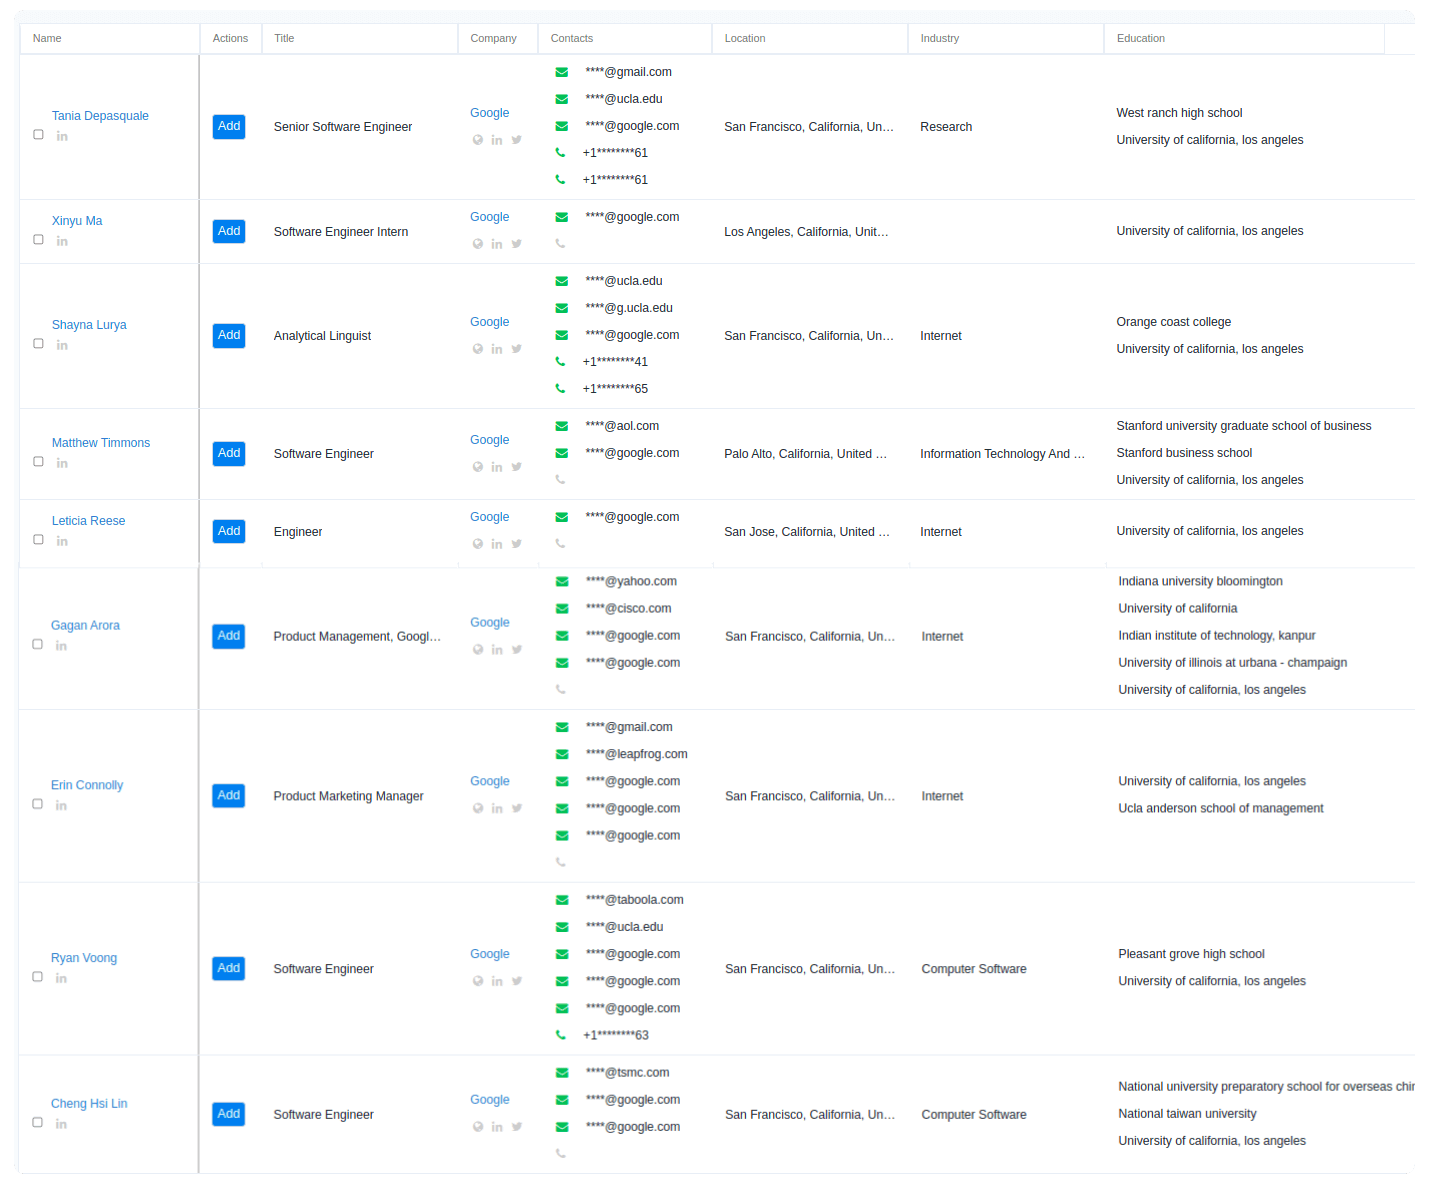 Name Actions Title Company Contacts Location Industry Education
Tania Depasquale Add Senior Software Engineer Google ****@gmail.com San Francisco, California, Un... Research West ranch high school
****@ucla.edu University of california, los angeles
****@google.com
+1********61
+1********61
Xinyu Ma Add Software Engineer Intern Google ****@google.com Los Angeles, California, Unit... University of california, los angeles
Shayna Lurya Add Analytical Linguist Google ****@ucla.edu San Francisco, California, Un... Internet Orange coast college
****@g.ucla.edu University of california, los angeles
****@google.com
+1********41
+1********65
Matthew Timmons Add Software Engineer Google ****@aol.com Palo Alto, California, United ... Information Technology And ... Stanford university graduate school of business
****@google.com Stanford business school
University of california, los angeles
Leticia Reese Add Engineer Google ****@google.com San Jose, California, United ... Internet University of california, los angeles
Gagan Arora Add Product Management, Googl... Google ****@yahoo.com San Francisco, California, Un... Internet Indiana university bloomington
****@cisco.com University of california
****@google.com Indian institute of technology, kanpur
****@google.com University of illinois at urbana - champaign
University of california, los angeles
Erin Connolly Add Product Marketing Manager Google ****@gmail.com San Francisco, California, Un... Internet University of california, los angeles
****@leapfrog.com Ucla anderson school of management
****@google.com
****@google.com
****@google.com
Ryan Voong Add Software Engineer Google ****@taboola.com San Francisco, California, Un... Computer Software Pleasant grove high school
****@ucla.edu University of california, los angeles
****@google.com
****@google.com
****@google.com
+1********63
Cheng Hsi Lin Add Software Engineer Google ****@tsmc.com San Francisco, California, Un... Computer Software National university preparatory school for overseas
****@google.com National taiwan university
****@google.com University of california, los angeles